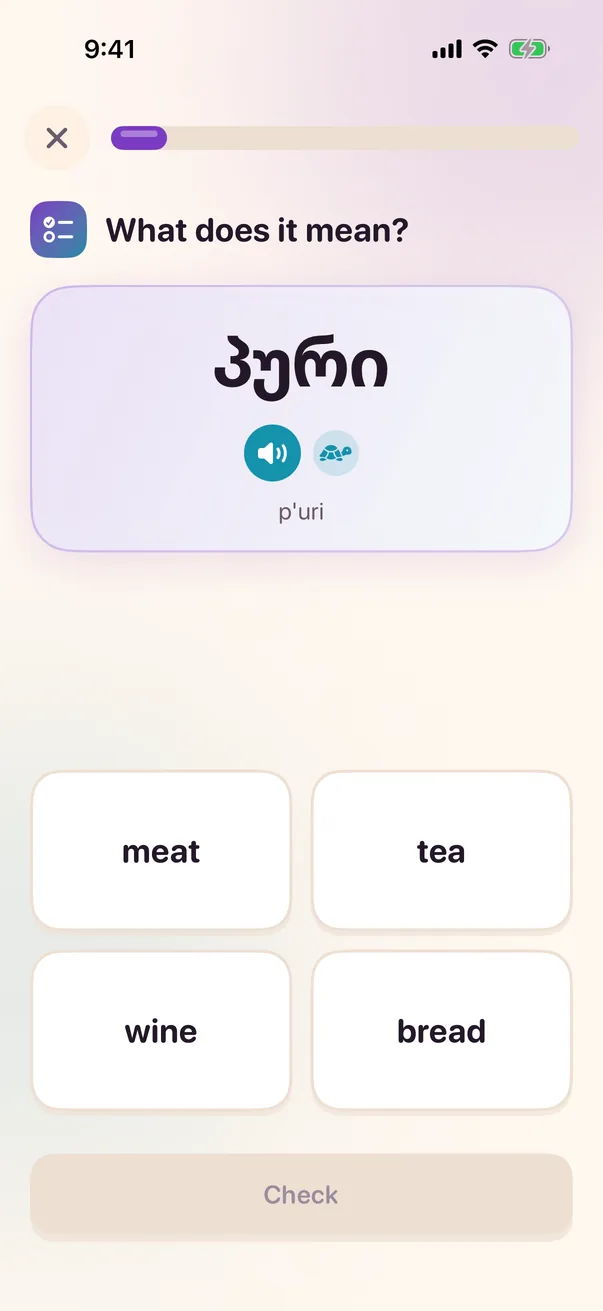 9:41
What does it mean?
პური
p'uri
meat
tea
wine
bread
Check